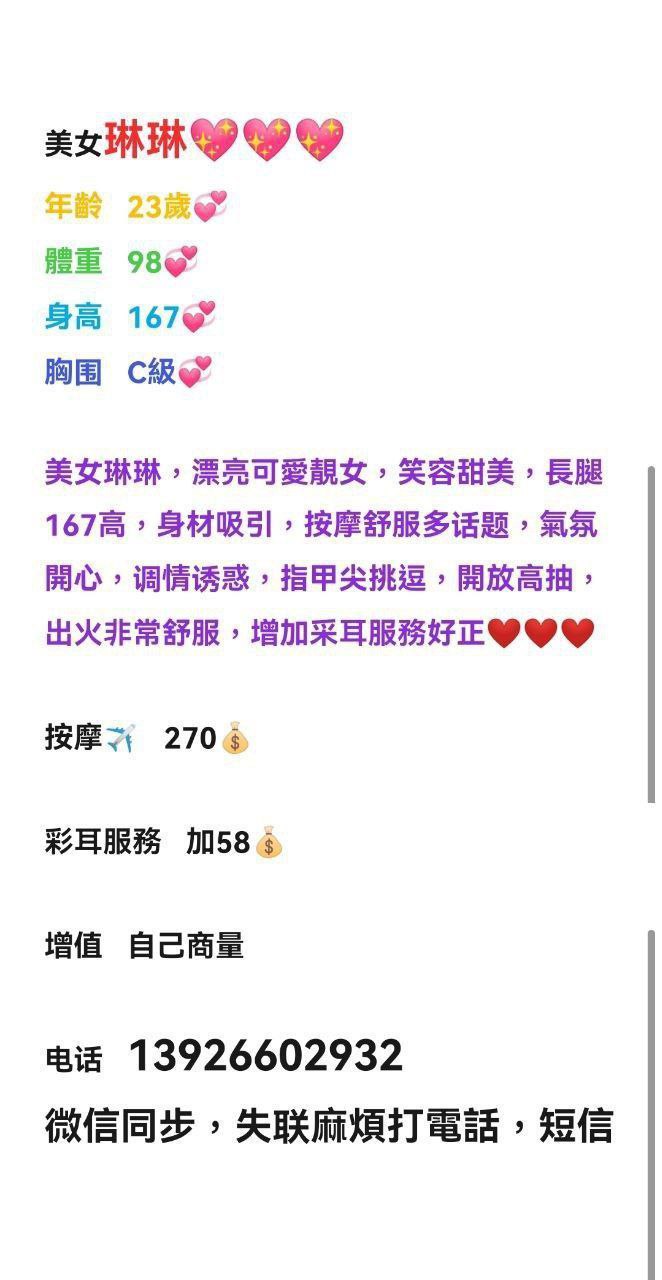 美女琳琳💖💖💖
年齡 23歲💞
體重 98💞
身高 167💞
胸围 C級💞
美女琳琳，漂亮可愛靚女，笑容甜美，長腿
167高，身材吸引，按摩舒服多话题，氣氛
開心，调情诱惑，指甲尖挑逗，開放高抽，
出火非常舒服，增加采耳服務好正❤️❤️❤️
按摩✈️ 270💰
彩耳服務 加58💰
增值 自己商量
电话 13926602932
微信同步，失联麻煩打電話，短信